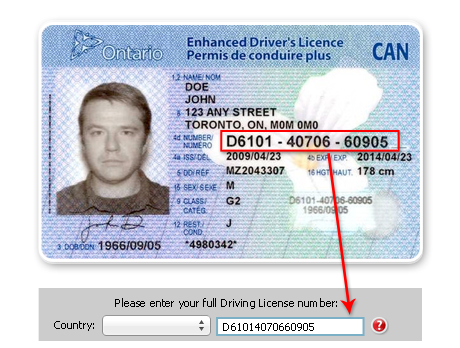 Ontario
Enhanced Driver's Licence
Permis de conduire plus
CAN
1,2 NAME/ NOM
DOE
JOHN
8 123 ANY STREET
TORONTO, ON, M0M 0M0
4d NUMBER/ NUMÉRO D6101 - 40706 - 60905
4a ISS/DÉL 2009/04/23 4b EXP./ EXP. 2014/04/23
5 DD/RÉF MZ2043307 16 HGT/HAUT. 178 cm
15 SEX/SEXE M
9 CLASS/ CATÉG. G2
D6101-40706-60905
1966/09/05
12 REST./ COND. J
3 DOB/DDN 1966/09/05 *4980342*
Please enter your full Driving License number:
Country: D61014070660905 ?